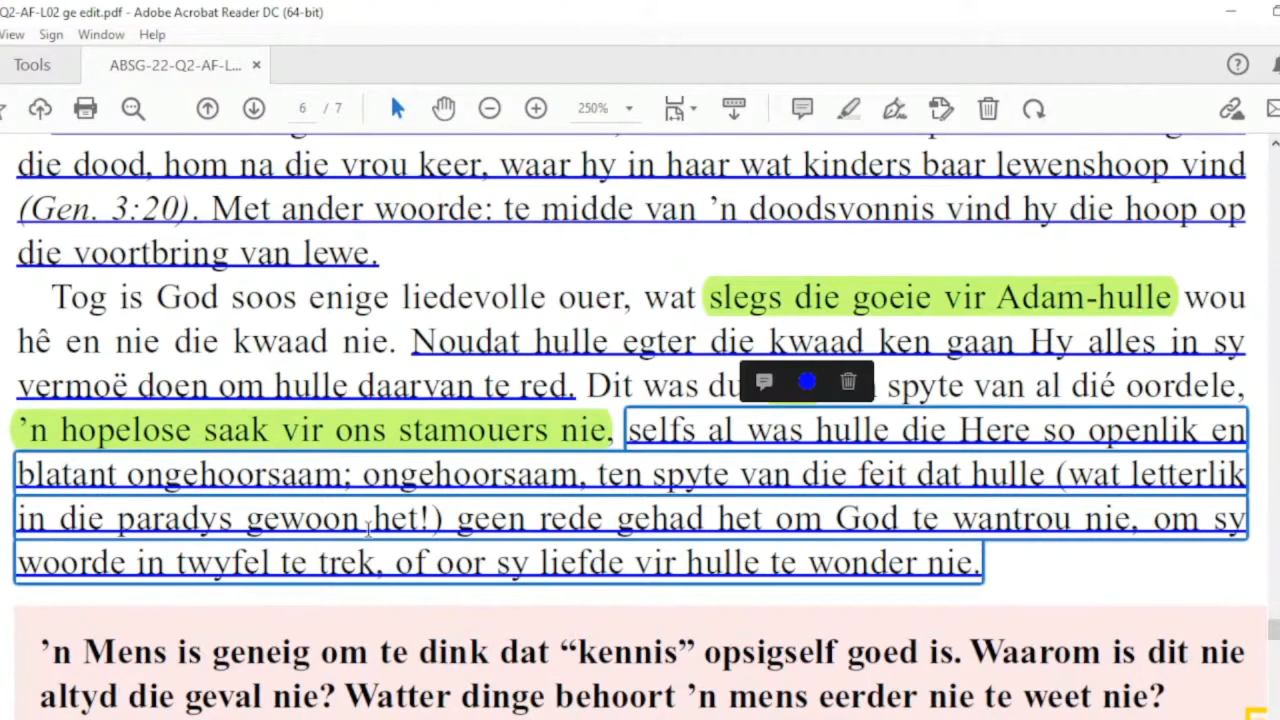 Q2-AF-L02 ge edit.pdf - Adobe Acrobat Reader DC (64-bit)
View Sign Window Help
Tools ABSG-22-Q2-AF-L... ×
6 / 7 250%
die dood, hom na die vrou keer, waar hy in haar wat kinders baar lewenshoop vind
(Gen. 3:20). Met ander woorde: te midde van ’n doodsvonnis vind hy die hoop op
die voortbring van lewe.
Tog is God soos enige liedevolle ouer, wat slegs die goeie vir Adam-hulle wou
hê en nie die kwaad nie. Noudat hulle egter die kwaad ken gaan Hy alles in sy
vermoë doen om hulle daarvan te red. Dit was du spyte van al dié oordele,
’n hopelose saak vir ons stamouers nie, selfs al was hulle die Here so openlik en
blatant ongehoorsaam; ongehoorsaam, ten spyte van die feit dat hulle (wat letterlik
in die paradys gewoon het!) geen rede gehad het om God te wantrou nie, om sy
woorde in twyfel te trek, of oor sy liefde vir hulle te wonder nie.
’n Mens is geneig om te dink dat “kennis” opsigself goed is. Waarom is dit nie
altyd die geval nie? Watter dinge behoort ’n mens eerder nie te weet nie?